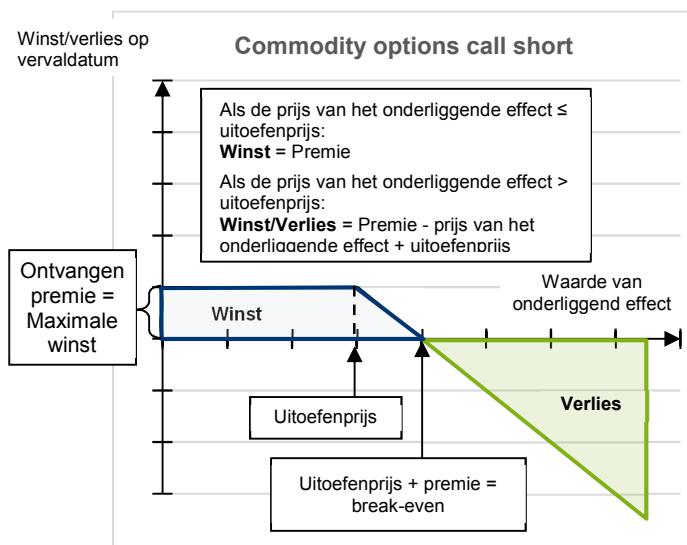 Winst/verlies op
vervaldatum
Commodity options call short
Als de prijs van het onderliggende effect ≤
uitoefenprijs:
Winst = Premie
Als de prijs van het onderliggende effect >
uitoefenprijs:
Winst/Verlies = Premie - prijs van het
onderliggende effect + uitoefenprijs
Ontvangen
premie =
Maximale
winst
Winst
Waarde van
onderliggend effect
Uitoefenprijs
Verlies
Uitoefenprijs + premie =
break-even